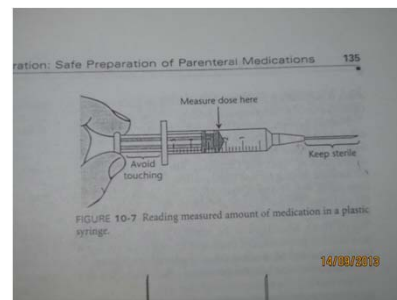 ration: Safe Preparation of Parenteral Medications 135
Measure dose here
Avoid
touching
Keep sterile
FIGURE 10-7 Reading measured amount of medication in a plastic
syringe.
14/09/2013